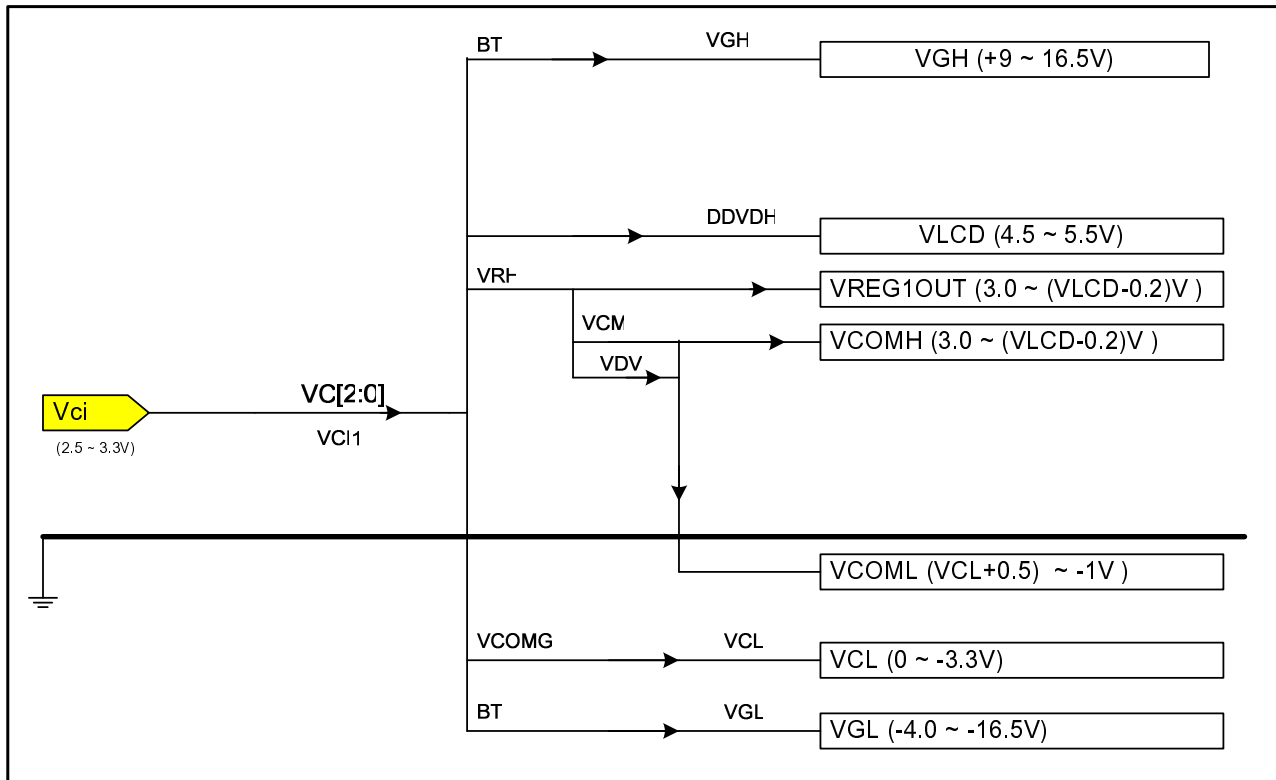 BT
VGH
VGH (+9 ~ 16.5V)
DDVDH
VLCD (4.5 ~ 5.5V)
VRH
VREG1OUT (3.0 ~ (VLCD-0.2)V )
VCM
VCOMH (3.0 ~ (VLCD-0.2)V )
VDV
Vci
VC[2:0]
(2.5 ~ 3.3V)
VCI1
VCOML (VCL+0.5) ~ -1V )
VCOMG
VCL
VCL (0 ~ -3.3V)
BT
VGL
VGL (-4.0 ~ -16.5V)